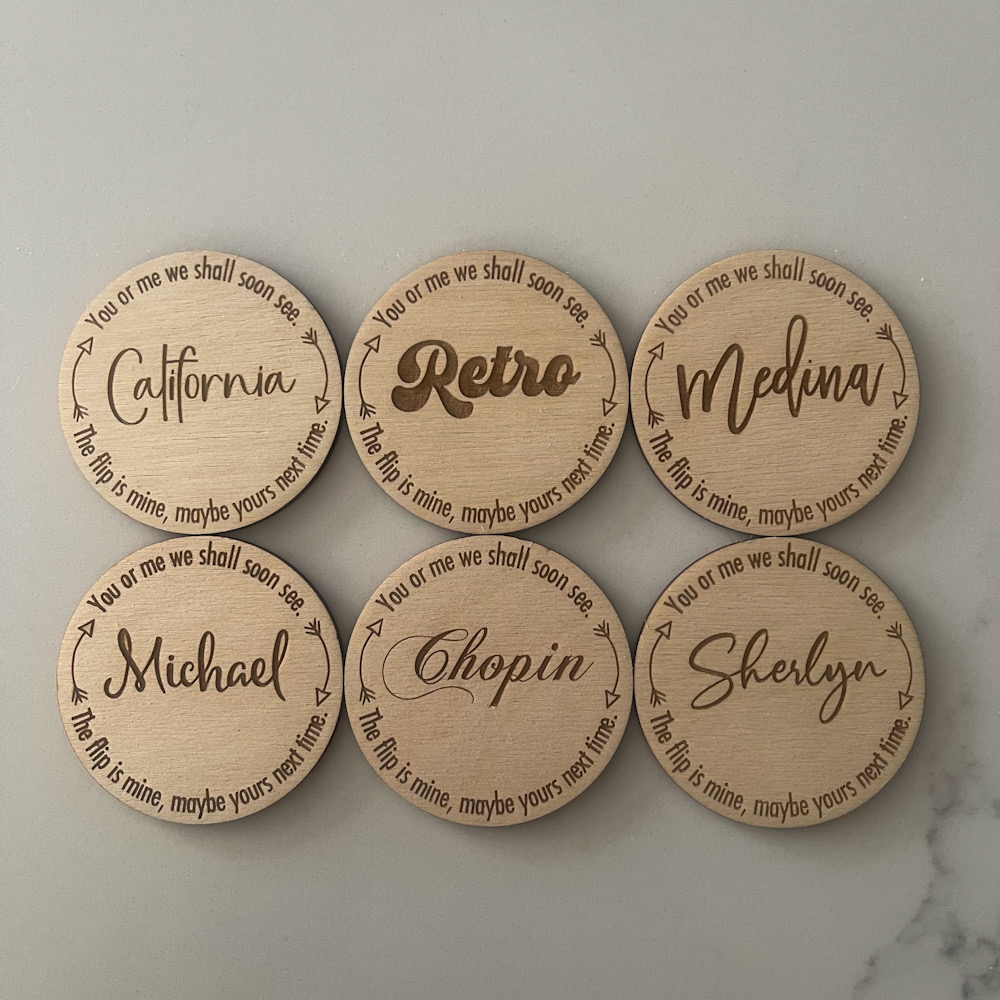 You or me we shall soon see.
California
The flip is mine, maybe yours next time.
You or me we shall soon see.
Retro
The flip is mine, maybe yours next time.
You or me we shall soon see.
Medina
The flip is mine, maybe yours next time.
You or me we shall soon see.
Michael
The flip is mine, maybe yours next time.
You or me we shall soon see.
Chopin
The flip is mine, maybe yours next time.
You or me we shall soon see.
Sherlyn
The flip is mine, maybe yours next time.